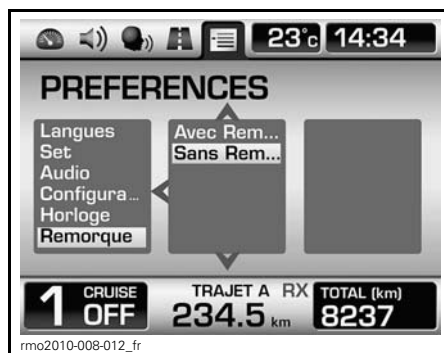 23°c 14:34
PREFERENCES
Langues
Set
Audio
Configura...
Horloge
Remorque
Avec Rem...
Sans Rem...
1 CRUISE OFF
TRAJET A RX
234.5 km
TOTAL (km)
8237
rmo2010-008-012_fr